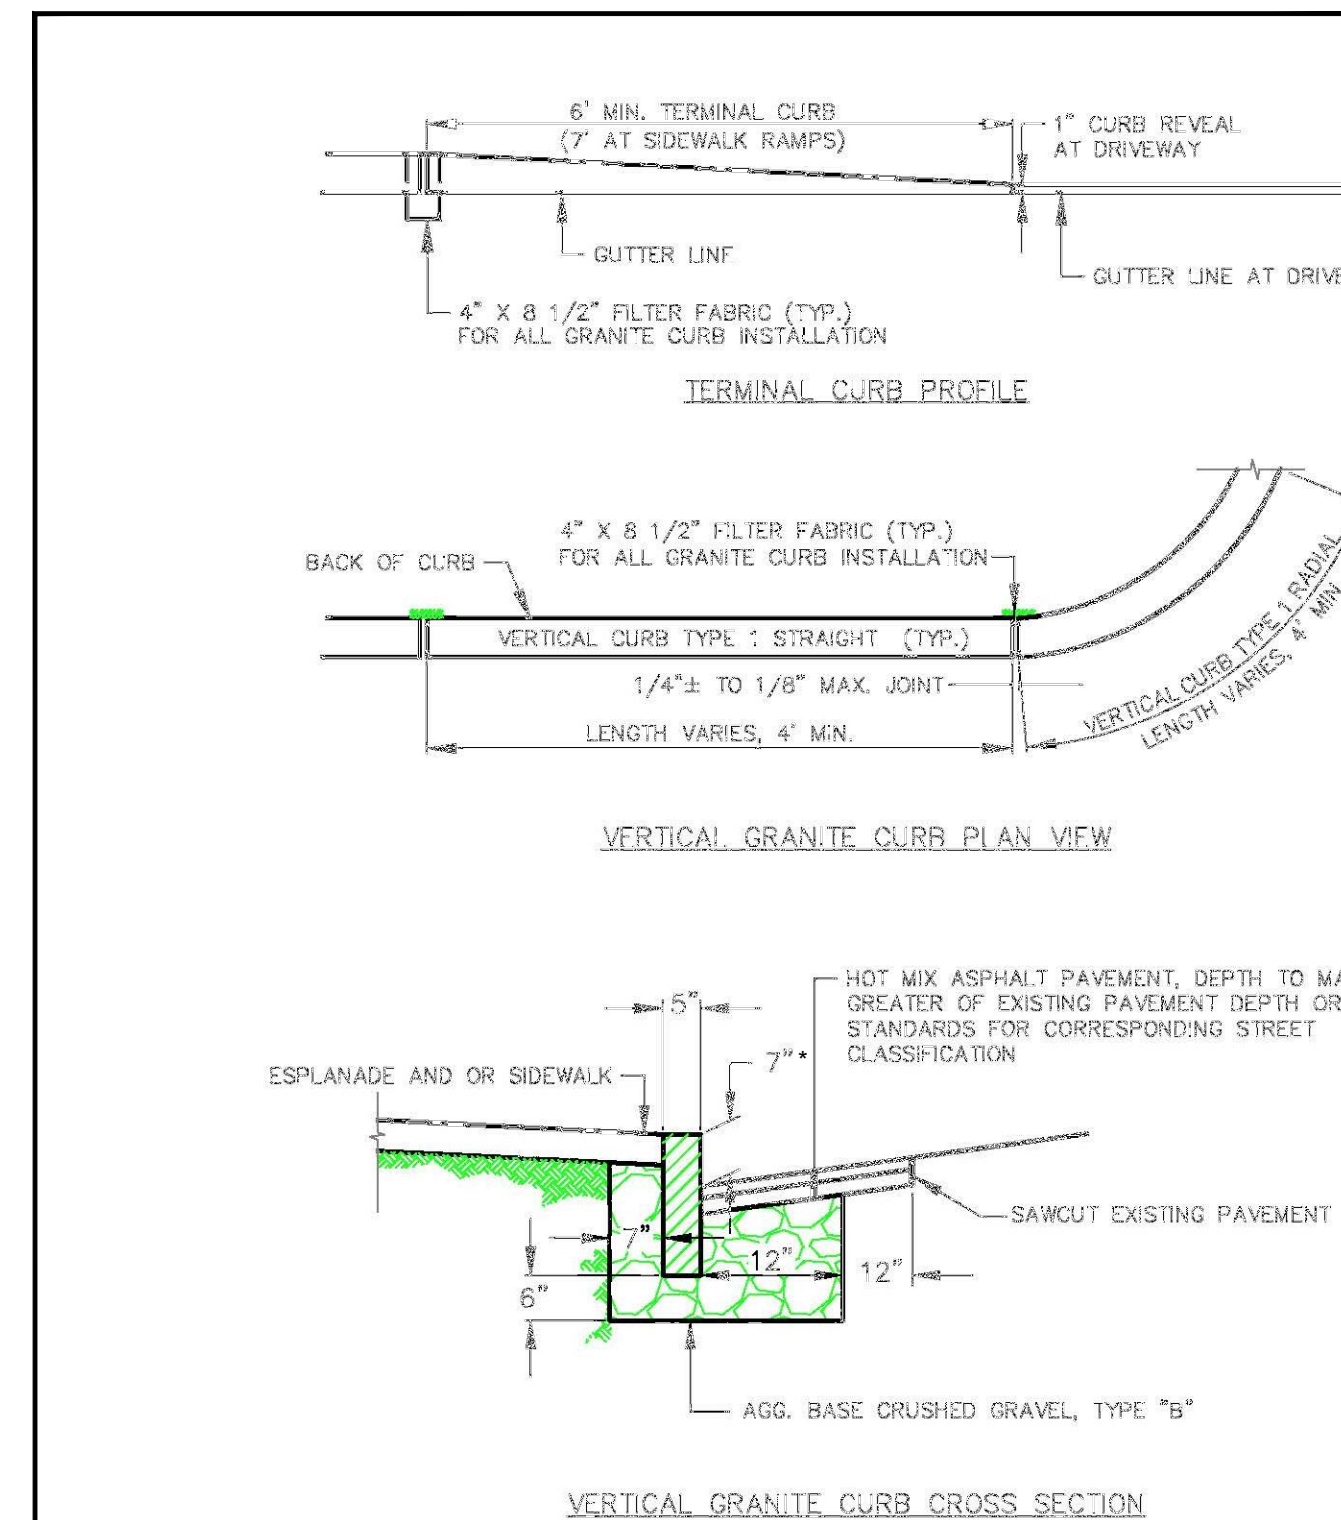 6' MIN. TERMINAL CURB
(7' AT SIDEWALK RAMPS)
1" CURB REVEAL
AT DRIVEWAY
GUTTER LINE
GUTTER LINE AT DRIVE
4" X 8 1/2" FILTER FABRIC (TYP.)
FOR ALL GRANITE CURB INSTALLATION
TERMINAL CURB PROFILE
4" X 8 1/2" FILTER FABRIC (TYP.)
FOR ALL GRANITE CURB INSTALLATION
BACK OF CURB
VERTICAL CURB TYPE 1 STRAIGHT (TYP.)
1/4"± TO 1/8" MAX. JOINT
LENGTH VARIES, 4' MIN.
VERTICAL CURB TYPE 1 RADIAL
LENGTH VARIES, 4' MIN
VERTICAL GRANITE CURB PLAN VIEW
HOT MIX ASPHALT PAVEMENT, DEPTH TO MA
GREATER OF EXISTING PAVEMENT DEPTH OR
STANDARDS FOR CORRESPONDING STREET
CLASSIFICATION
5"
7"*
ESPLANADE AND OR SIDEWALK
SAWCUT EXISTING PAVEMENT
7"
12"
12"
6"
AGG. BASE CRUSHED GRAVEL, TYPE "B"
VERTICAL GRANITE CURB CROSS SECTION